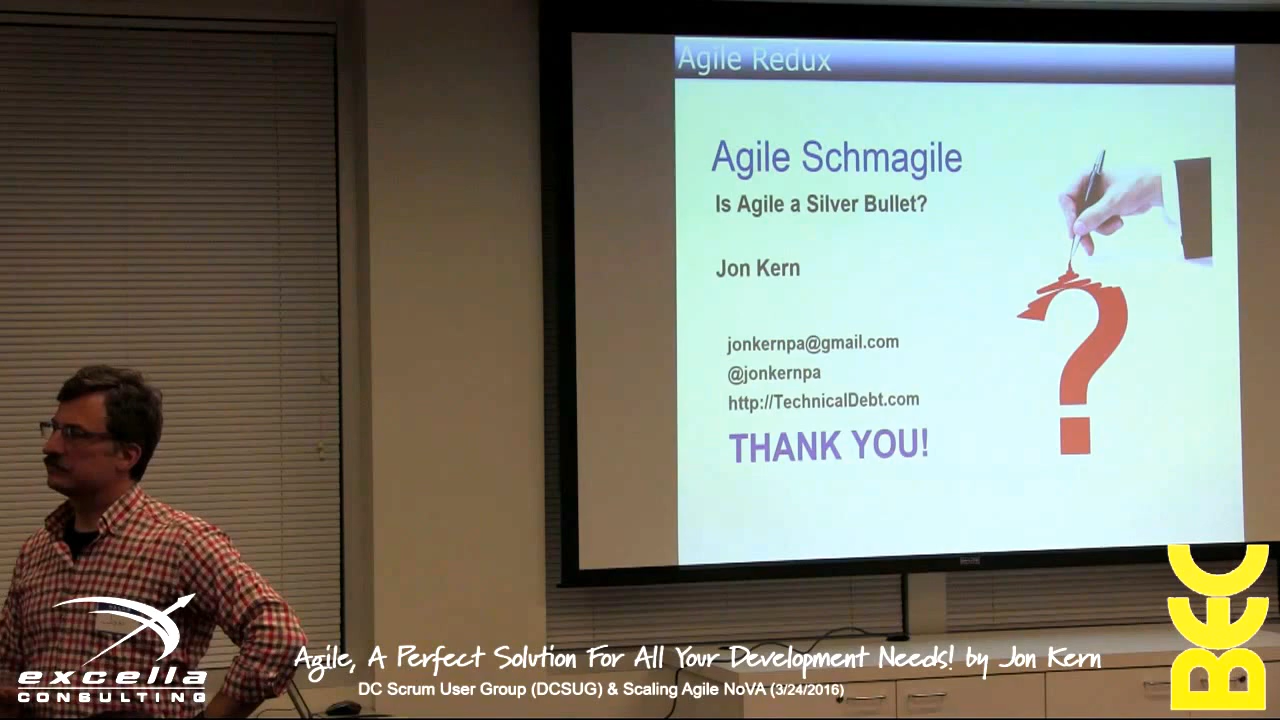 Agile Redux
Agile Schmagile
Is Agile a Silver Bullet?
Jon Kern
jonkernpa@gmail.com
@jonkernpa
http://TechnicalDebt.com
THANK YOU!
excella
CONSULTING
Agile, A Perfect Solution For All Your Development Needs! by Jon Kern
DC Scrum User Group (DCSUG) & Scaling Agile NoVA (3/24/2016)
BEC